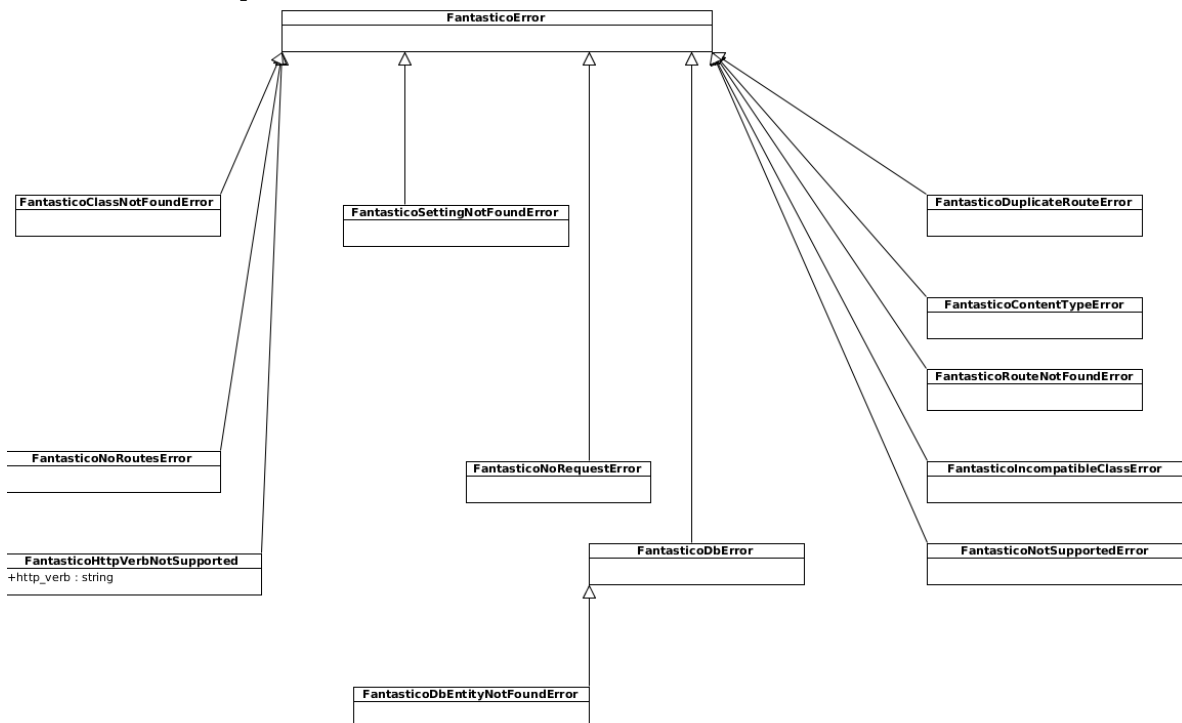 FantasticoError
FantasticoClassNotFoundError
FantasticoSettingNotFoundError
FantasticoDuplicateRouteError
FantasticoContentTypeError
FantasticoRouteNotFoundError
FantasticoNoRoutesError
FantasticoNoRequestError
FantasticoIncompatibleClassError
FantasticoHttpVerbNotSupported
+http_verb : string
FantasticoDbError
FantasticoNotSupportedError
FantasticoDbEntityNotFoundError